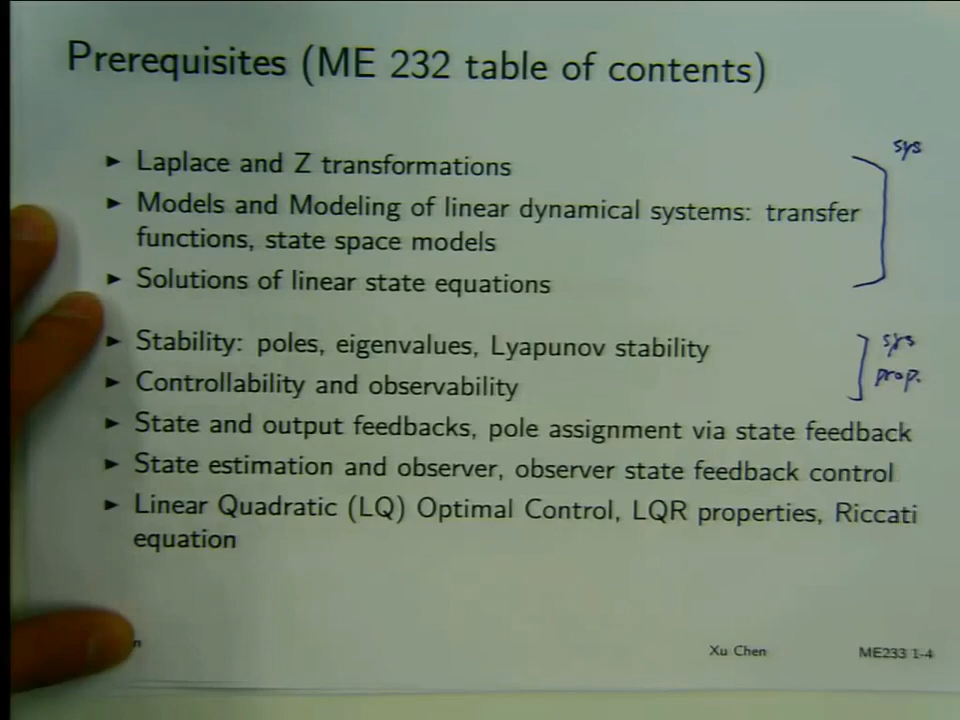 Prerequisites (ME 232 table of contents)
sys
▶ Laplace and Z transformations
▶ Models and Modeling of linear dynamical systems: transfer
functions, state space models
▶ Solutions of linear state equations
▶ Stability: poles, eigenvalues, Lyapunov stability
sys
prop.
▶ Controllability and observability
▶ State and output feedbacks, pole assignment via state feedback
▶ State estimation and observer, observer state feedback control
▶ Linear Quadratic (LQ) Optimal Control, LQR properties, Riccati
equation
Xu Chen
ME233 1-4